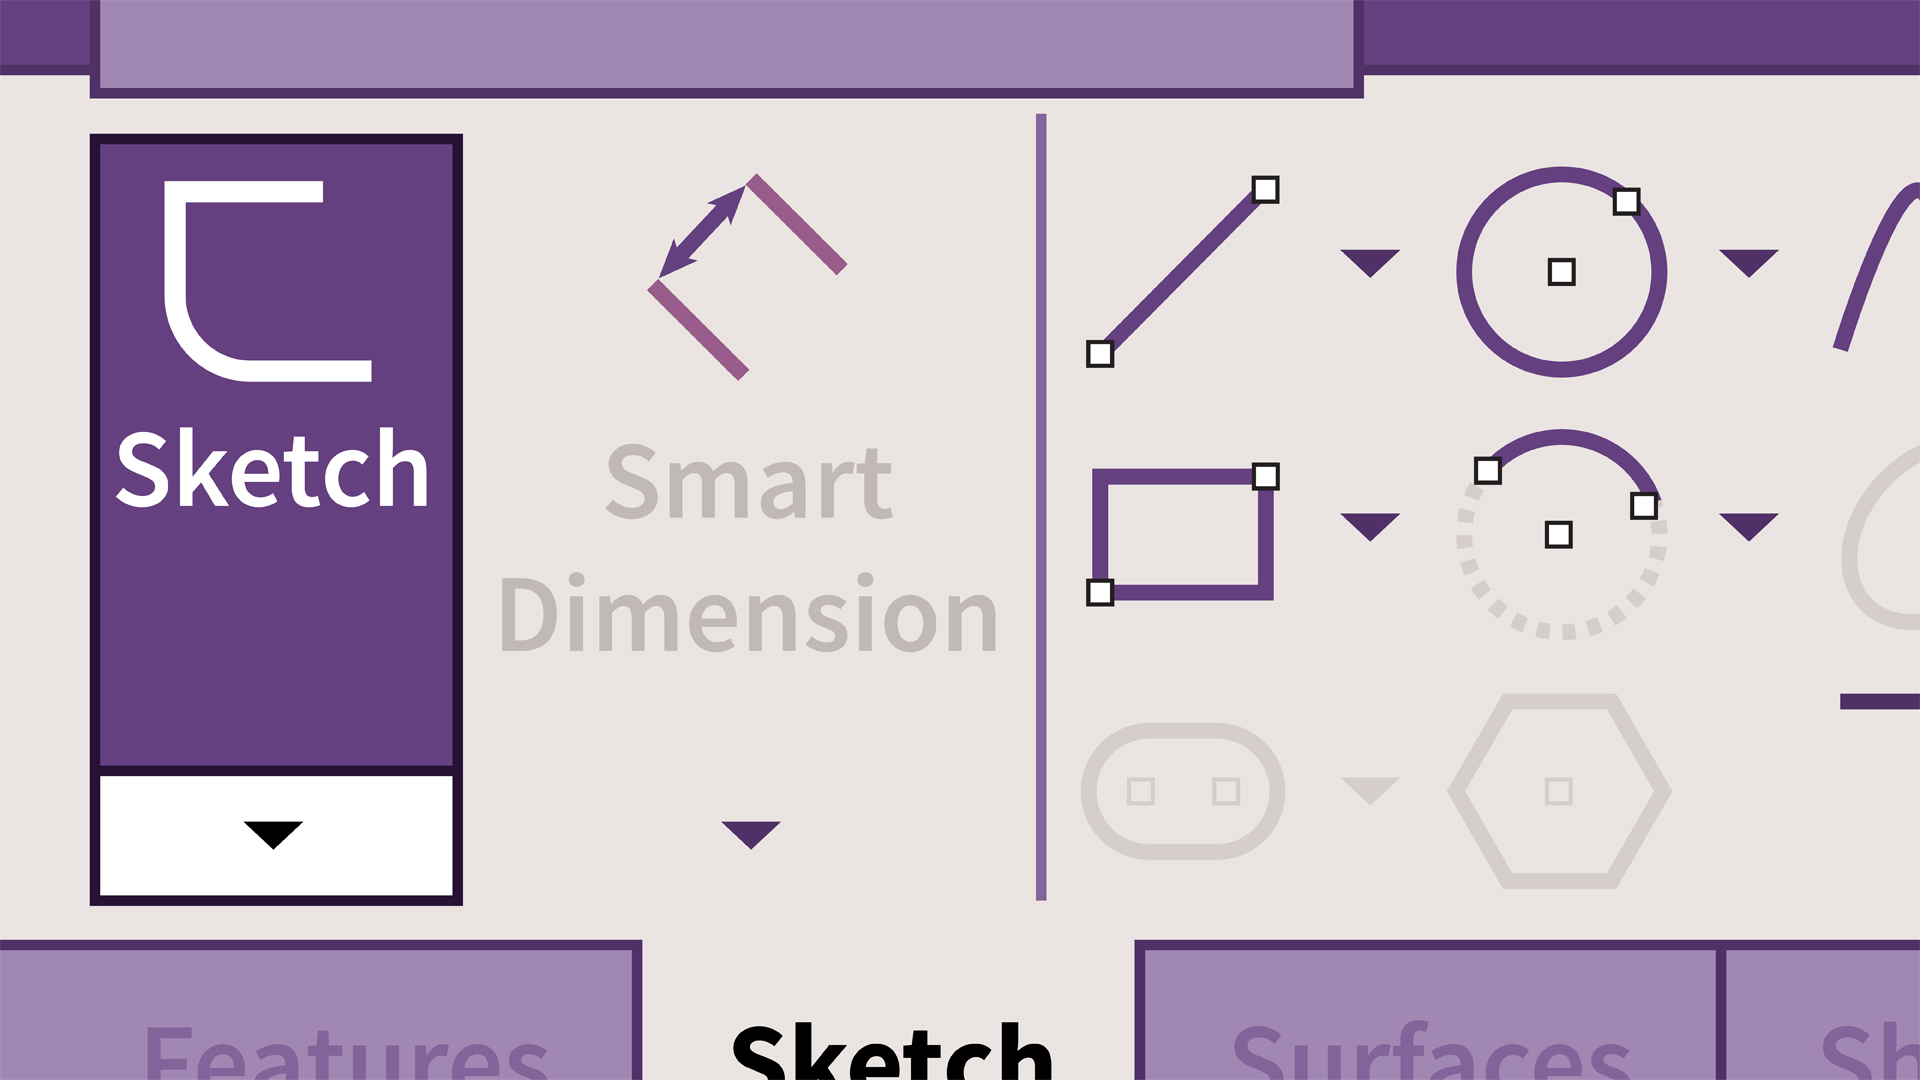 Sketch
Smart
Dimension
Features
Sketch
Surfaces